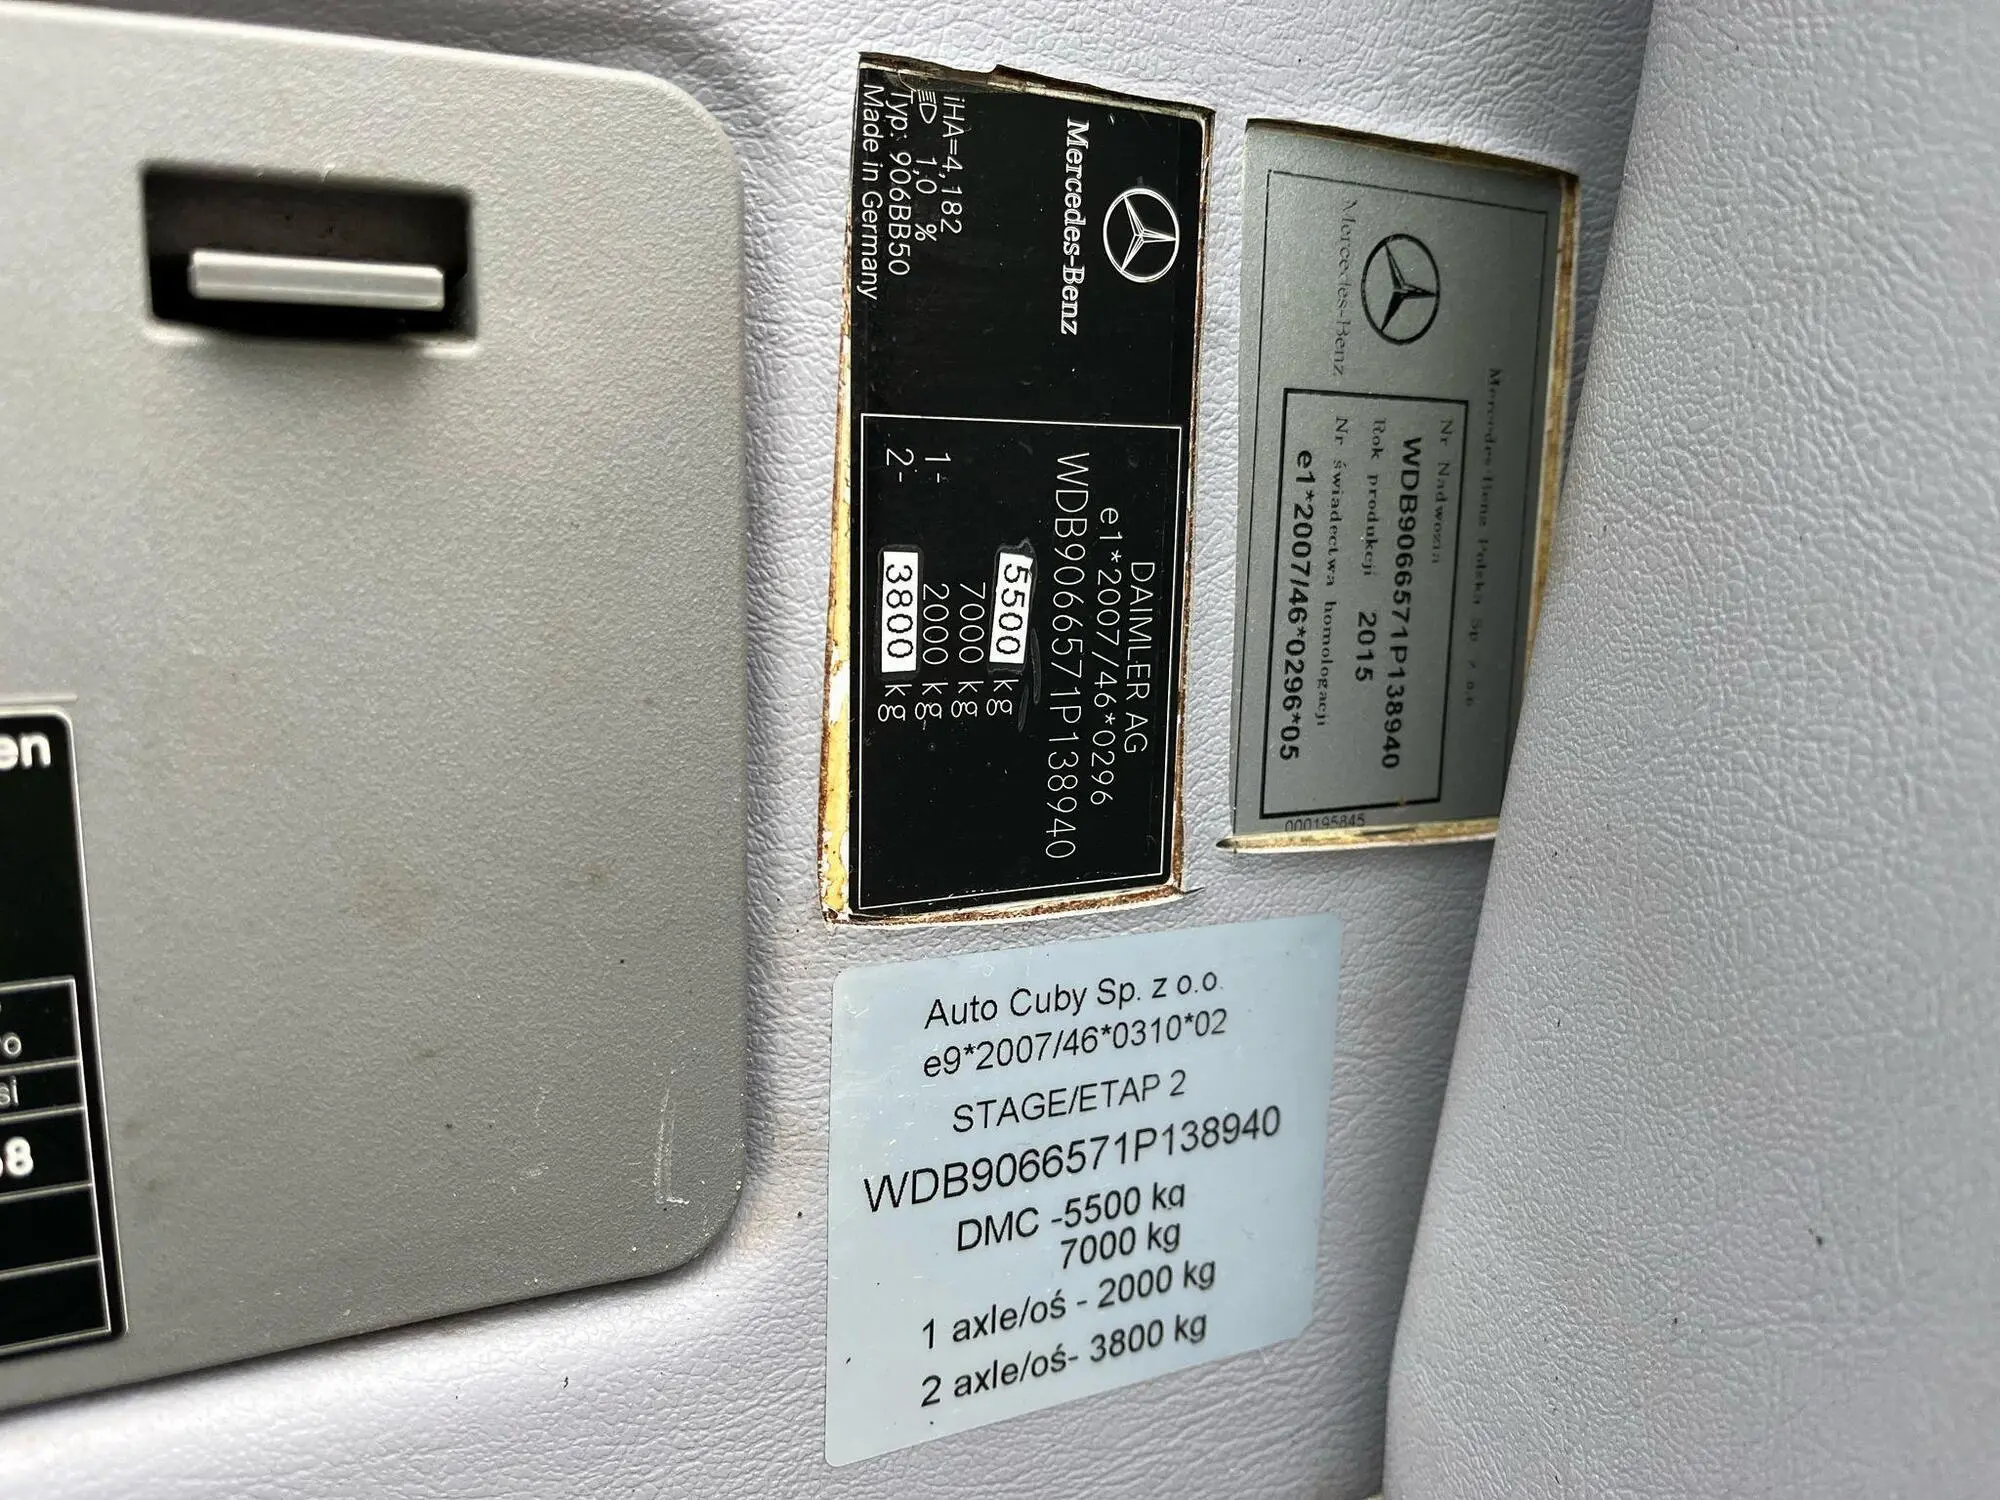 Mercedes-Benz
iHA=4,182
1,0 %
Typ: 906BB50
Made in Germany
DAIMLER AG
e1*2007/46*0296
WDB9066571P138940
5500 kg
7000 kg
1- 2000 kg
2- 3800 kg
Mercedes-Benz
Mercedes-Benz Polska Sp. z o.o.
Nr Nadwozia
WDB9066571P138940
Rok produkcji 2015
Nr świadectwa homologacji
e1*2007/46*0296*05
000195845
Auto Cuby Sp. z o.o.
e9*2007/46*0310*02
STAGE/ETAP 2
WDB9066571P138940
DMC -5500 kg
7000 kg
1 axle/oś - 2000 kg
2 axle/oś- 3800 kg